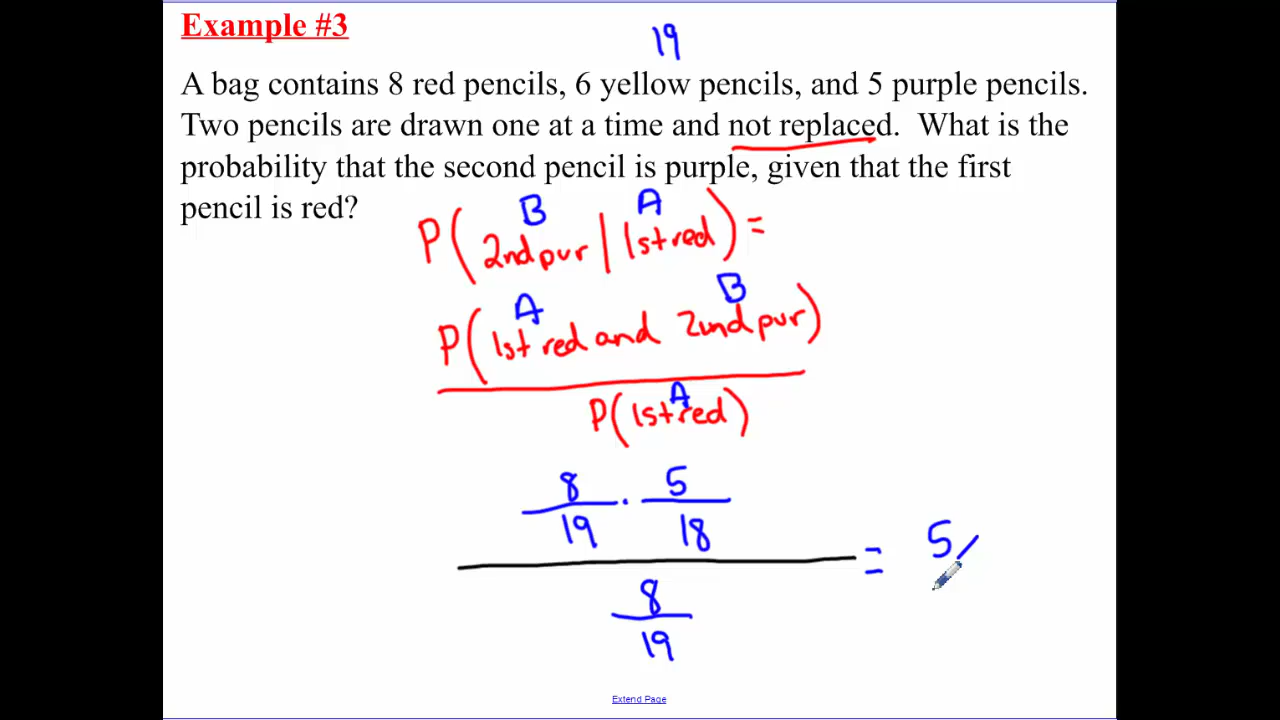 Example #3
19
A bag contains 8 red pencils, 6 yellow pencils, and 5 purple pencils.
Two pencils are drawn one at a time and not replaced. What is the
probability that the second pencil is purple, given that the first
pencil is red?
B A
P( 2nd pur | 1st red ) =
A B
P( 1st red and 2nd pur )
A
P( 1st red )
8 5
19 · 18
= 5/
8
19
Extend Page